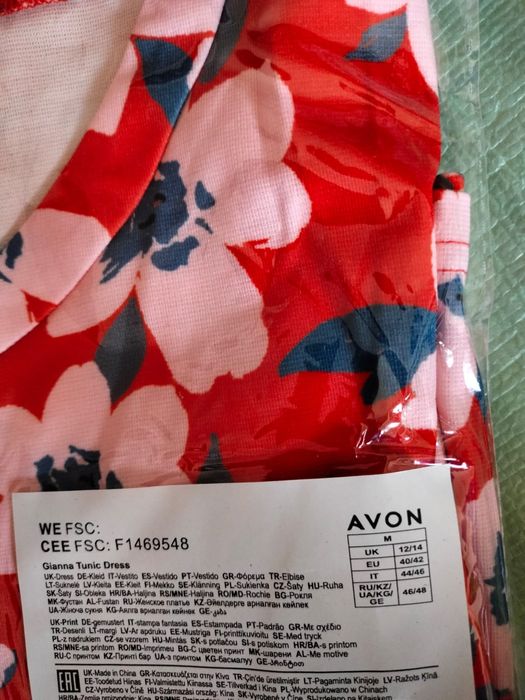 WE FSC:
CEE FSC: F1469548
Gianna Tunic Dress
UK-Dress DE-Kleid IT-Vestito ES-Vestido PT-Vestido GR-Φόρεμα TR-Elbise
LT-Suknelė LV-Kleita EE-Kleit FI-Mekko SE-Klänning PL-Sukienka CZ-Šaty HU-Ruha
SK-Šaty SI-Obleka HR/BA-Haljina RS/MNE-Haljina RO/MD-Rochie BG-Рокля
MK-Фустан AL-Fustan RU-Женское платье KZ-Әйелдерге арналган көйлек
UA-Жіноча сукня KG-Аялга арналган көйнөк GE-კაბა
UK-Print DE-gemustert IT-stampa fantasia ES-Estampada PT-Padrão GR-Με σχέδιο
TR-Desenli LT-margi LV-Ar apdruku EE-Mustriga FI-printtikuvioitu SE-Med tryck
PL-z nadrukiem CZ-se vzorem HU-Mintás SK-s potlačou SI-s potiskom HR/BA-s printom
RS/MNE-sa printom RO/MD-cu imprimeu BG-С цветен принт MK-шарени AL-Me motive
RU-с принтом KZ-Принті бар UA-з принтом KG-басмалуу
UK-Made in China GR-Κατασκευάζεται στην Κίνα TR-Çin'de üretilmiştir LT-Pagaminta Kinijoje LV-Ražots Ķīnā
EE-Toodetud Hiinas FI-Valmistettu Kiinassa SE-Tillverkad i Kina PL-Wyprodukowano w Chinach
CZ-Vyrobeno v Číně HU-Származási ország: Kína SK-Vyrobené v Číne SI-Izdelano na Kitajskem
EAC
AVON
M
UK 12/14
EU 40/42
IT 44/46
RU/KZ/
UA/KG/
GE 46/48